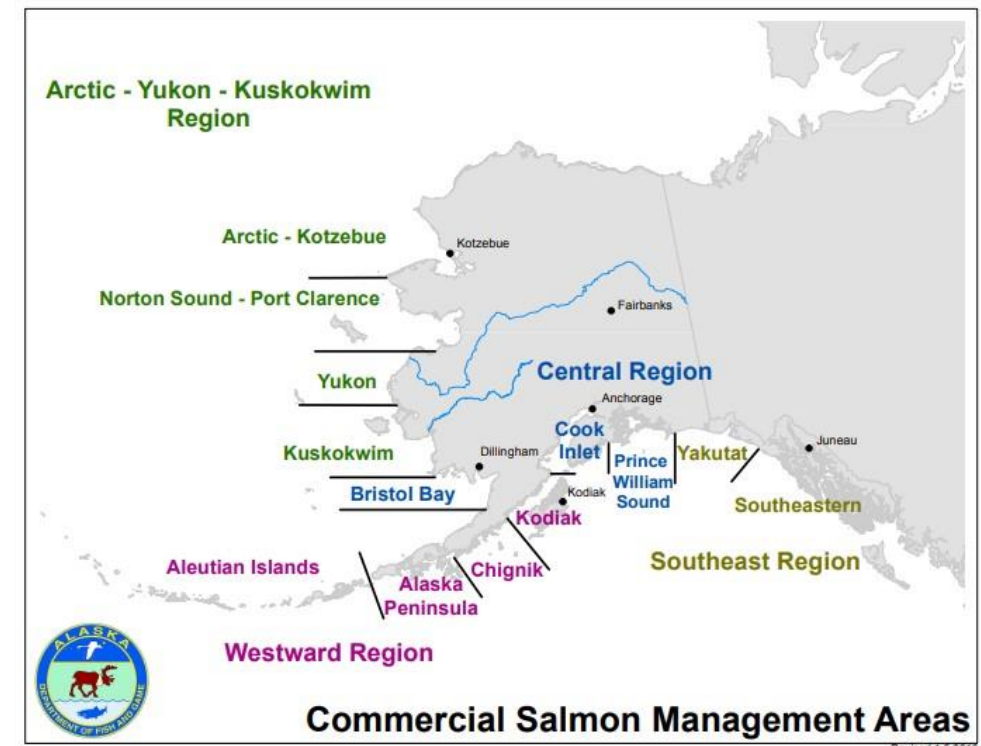 Arctic - Yukon - Kuskokwim
Region
Arctic - Kotzebue
Kotzebue
Norton Sound - Port Clarence
Fairbanks
Yukon
Central Region
Anchorage
Cook
Inlet
Kuskokwim
Dillingham
Prince
William
Sound
Yakutat
Juneau
Bristol Bay
Kodiak
Kodiak
Southeastern
Southeast Region
Aleutian Islands
Alaska
Peninsula
Chignik
Westward Region
ALASKA
DEPARTMENT OF FISH AND GAME
Commercial Salmon Management Areas